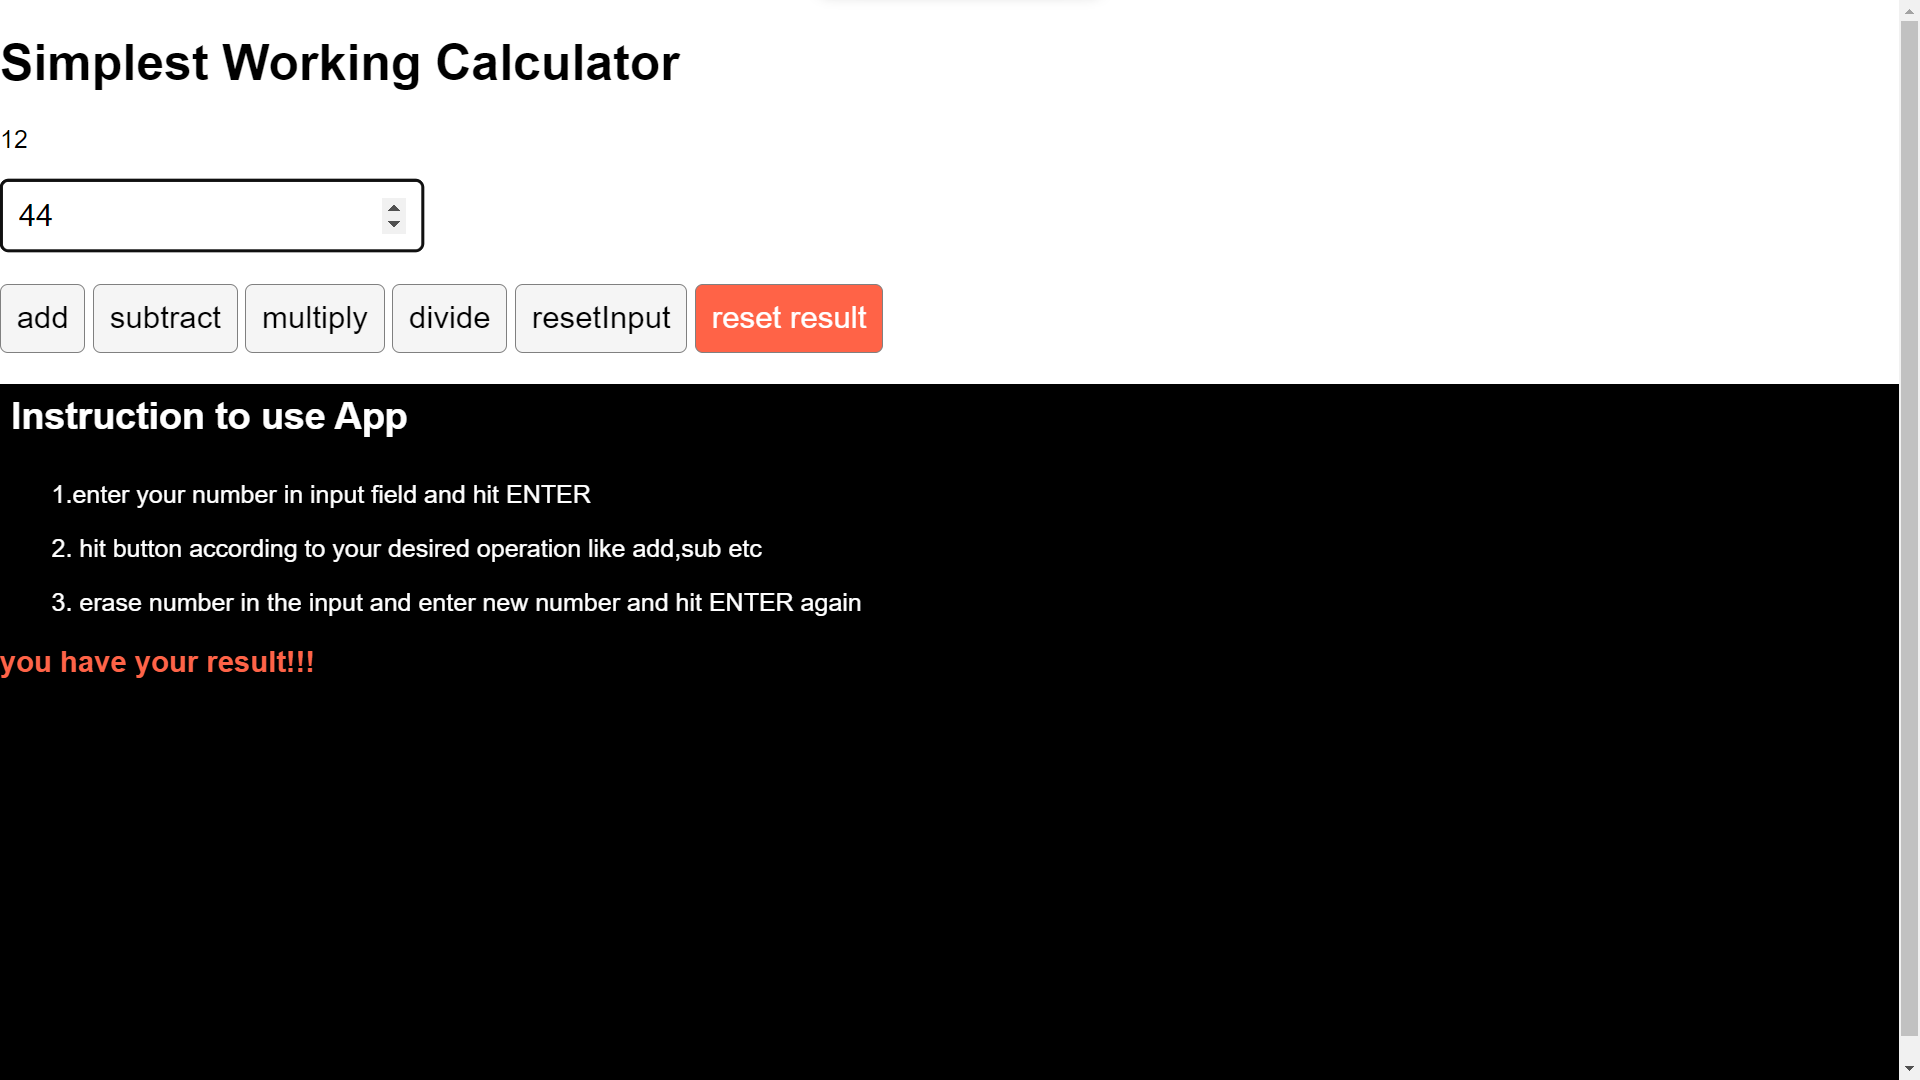 Simplest Working Calculator
12
44
add subtract multiply divide resetInput reset result
Instruction to use App
1.enter your number in input field and hit ENTER
2. hit button according to your desired operation like add,sub etc
3. erase number in the input and enter new number and hit ENTER again
you have your result!!!